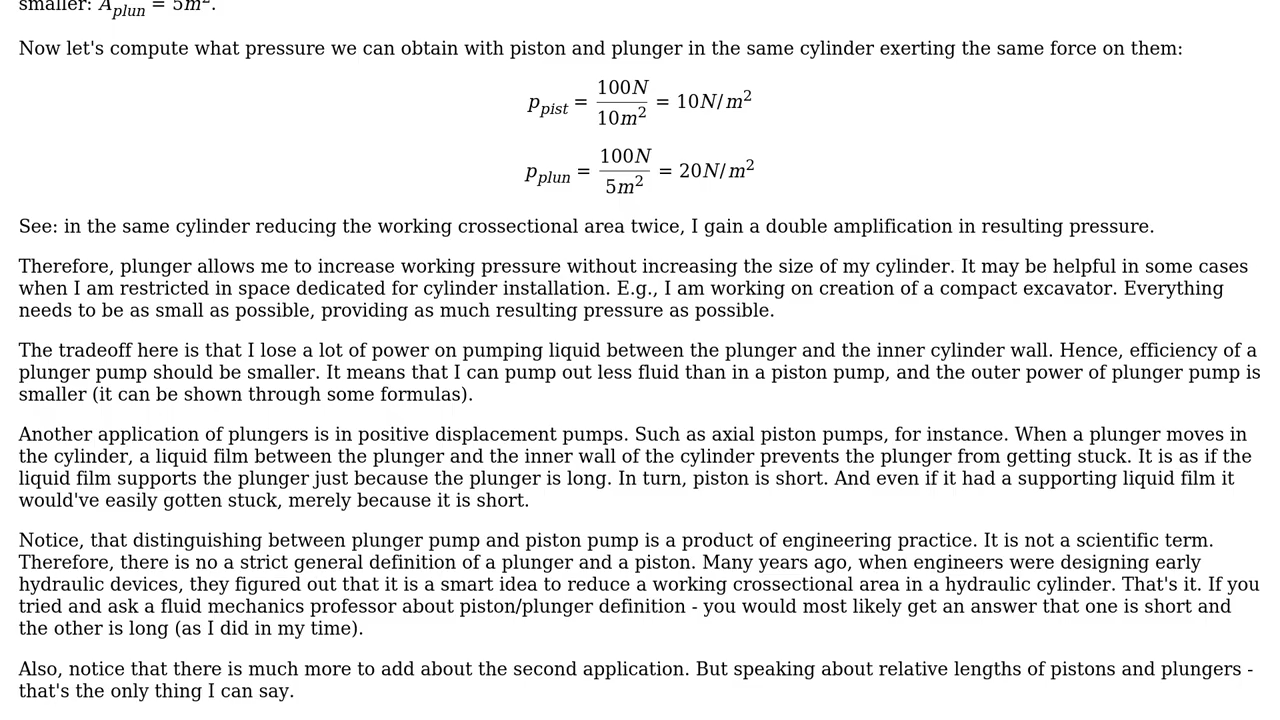 smaller: A_plun = 5m².
Now let's compute what pressure we can obtain with piston and plunger in the same cylinder exerting the same force on them:
p_pist = 100N / 10m² = 10N/m²
p_plun = 100N / 5m² = 20N/m²
See: in the same cylinder reducing the working crossectional area twice, I gain a double amplification in resulting pressure.
Therefore, plunger allows me to increase working pressure without increasing the size of my cylinder. It may be helpful in some cases
when I am restricted in space dedicated for cylinder installation. E.g., I am working on creation of a compact excavator. Everything
needs to be as small as possible, providing as much resulting pressure as possible.
The tradeoff here is that I lose a lot of power on pumping liquid between the plunger and the inner cylinder wall. Hence, efficiency of a
plunger pump should be smaller. It means that I can pump out less fluid than in a piston pump, and the outer power of plunger pump is
smaller (it can be shown through some formulas).
Another application of plungers is in positive displacement pumps. Such as axial piston pumps, for instance. When a plunger moves in
the cylinder, a liquid film between the plunger and the inner wall of the cylinder prevents the plunger from getting stuck. It is as if the
liquid film supports the plunger just because the plunger is long. In turn, piston is short. And even if it had a supporting liquid film it
would've easily gotten stuck, merely because it is short.
Notice, that distinguishing between plunger pump and piston pump is a product of engineering practice. It is not a scientific term.
Therefore, there is no a strict general definition of a plunger and a piston. Many years ago, when engineers were designing early
hydraulic devices, they figured out that it is a smart idea to reduce a working crossectional area in a hydraulic cylinder. That's it. If you
tried and ask a fluid mechanics professor about piston/plunger definition - you would most likely get an answer that one is short and
the other is long (as I did in my time).
Also, notice that there is much more to add about the second application. But speaking about relative lengths of pistons and plungers -
that's the only thing I can say.